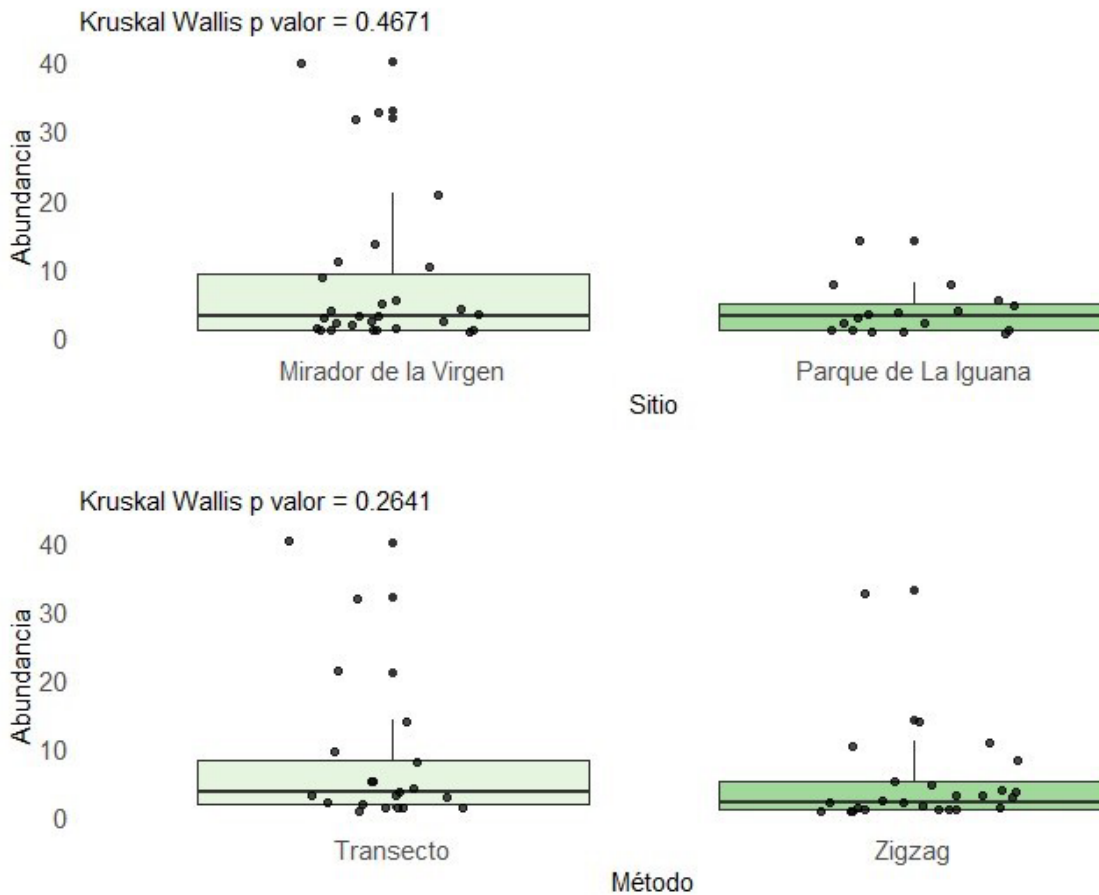 Kruskal Wallis p valor = 0.4671
40
30
20
10
0
Abundancia
Mirador de la Virgen
Parque de La Iguana
Sitio
Kruskal Wallis p valor = 0.2641
40
30
20
10
0
Abundancia
Transecto
Zigzag
Método